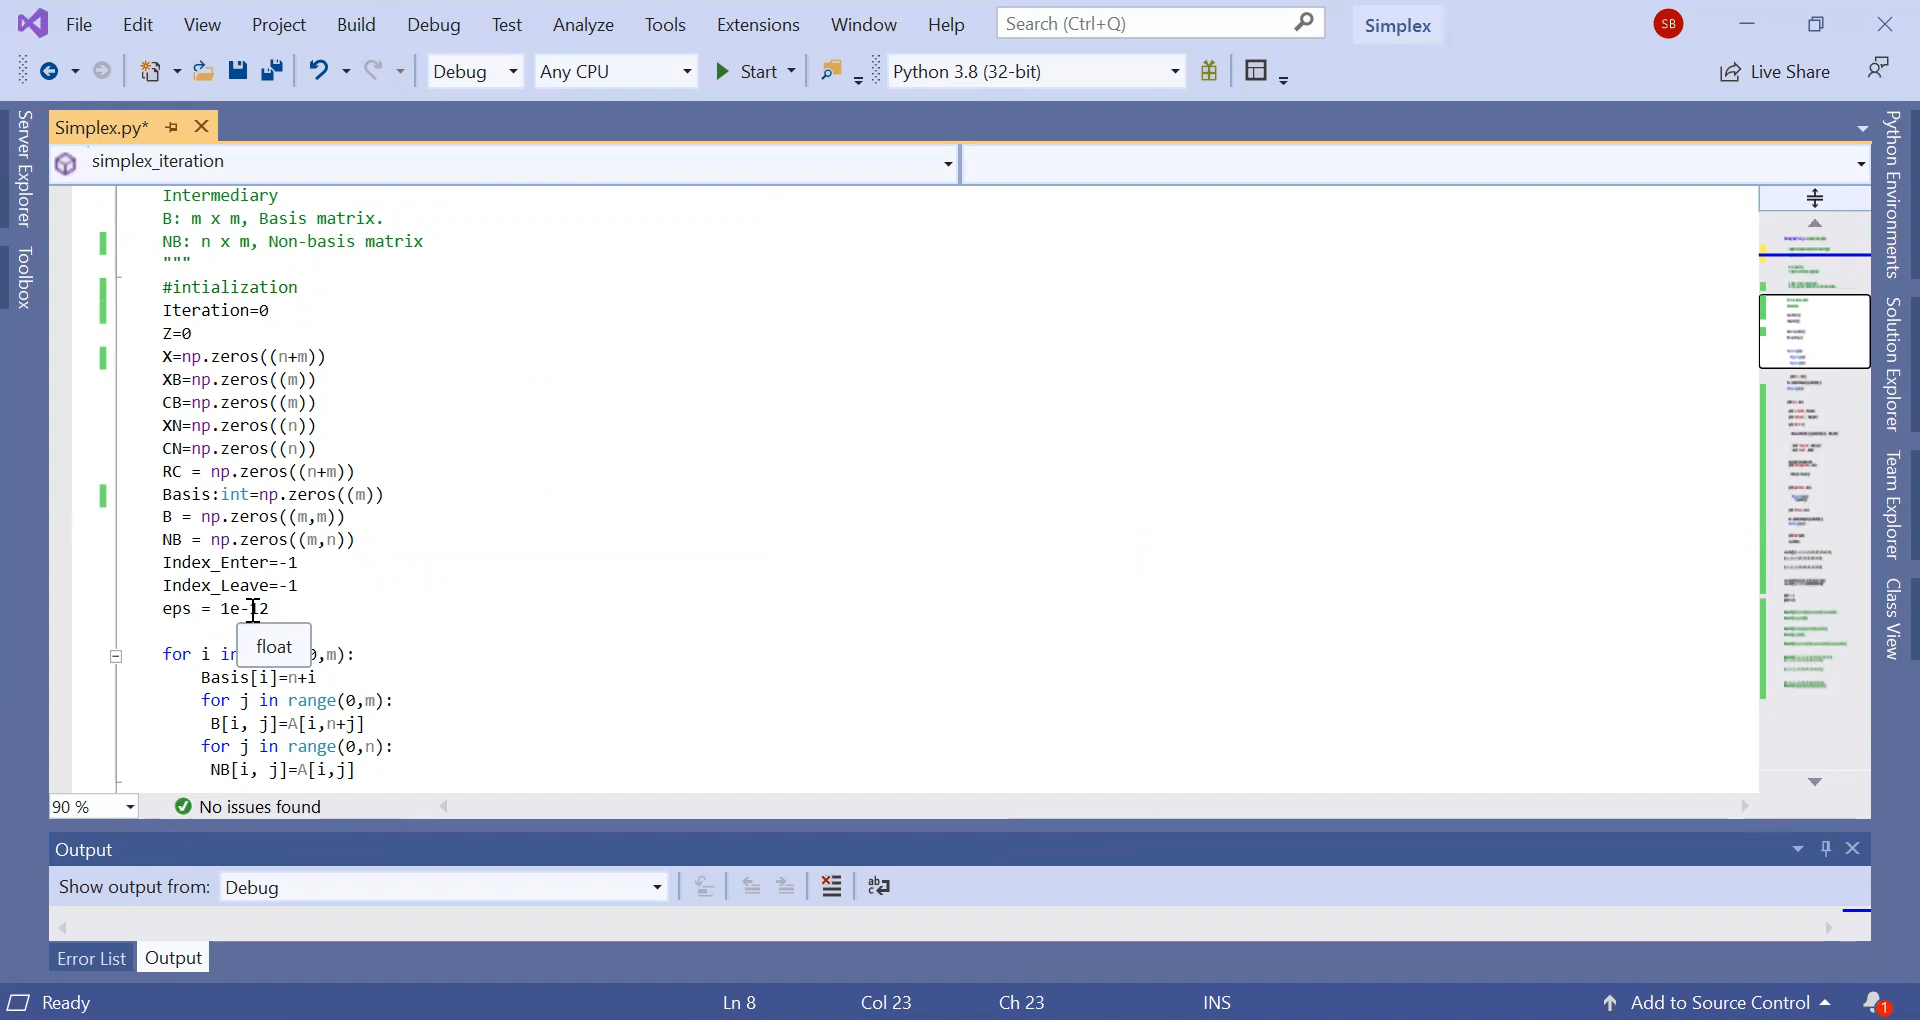 File Edit View Project Build Debug Test Analyze Tools Extensions Window Help Search (Ctrl+Q) Simplex SB
Debug Any CPU Start Python 3.8 (32-bit) Live Share
Server Explorer
Toolbox
Simplex.py*
simplex_iteration
Intermediary
B: m x m, Basis matrix.
NB: n x m, Non-basis matrix
"""
#intialization
Iteration=0
Z=0
X=np.zeros((n+m))
XB=np.zeros((m))
CB=np.zeros((m))
XN=np.zeros((n))
CN=np.zeros((n))
RC = np.zeros((n+m))
Basis:int=np.zeros((m))
B = np.zeros((m,m))
NB = np.zeros((m,n))
Index_Enter=-1
Index_Leave=-1
eps = 1e-12
float
for i in 0,m):
Basis[i]=n+i
for j in range(0,m):
B[i, j]=A[i,n+j]
for j in range(0,n):
NB[i, j]=A[i,j]
Python Environments
Solution Explorer
Team Explorer
Class View
90 % No issues found
Output
Show output from: Debug
Error List Output
Ready Ln 8 Col 23 Ch 23 INS Add to Source Control 1